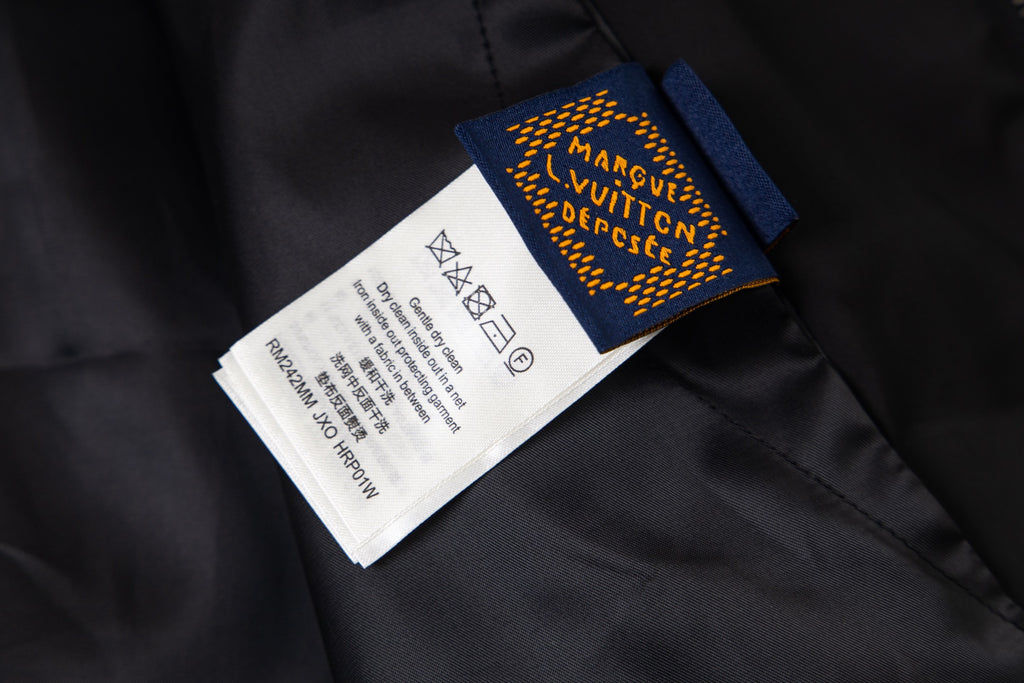 MARQUE
L.VUITTON
DÉPOSÉE
F
Gentle dry clean
Dry clean inside out in a net
Iron inside out protecting garment
with a fabric in between
缓和干洗
洗网中反面干洗
垫布反面熨烫
RM242MM JXO HRP01W